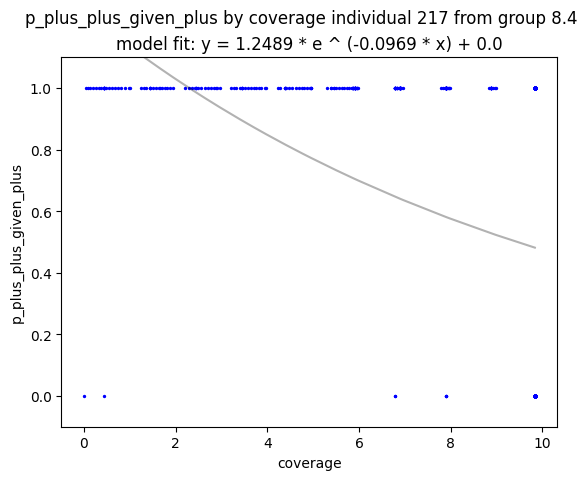 p_plus_plus_given_plus by coverage individual 217 from group 8.4
model fit: y = 1.2489 * e ^ (-0.0969 * x) + 0.0
1.0
0.8
0.6
0.4
0.2
0.0
p_plus_plus_given_plus
0 2 4 6 8 10
coverage